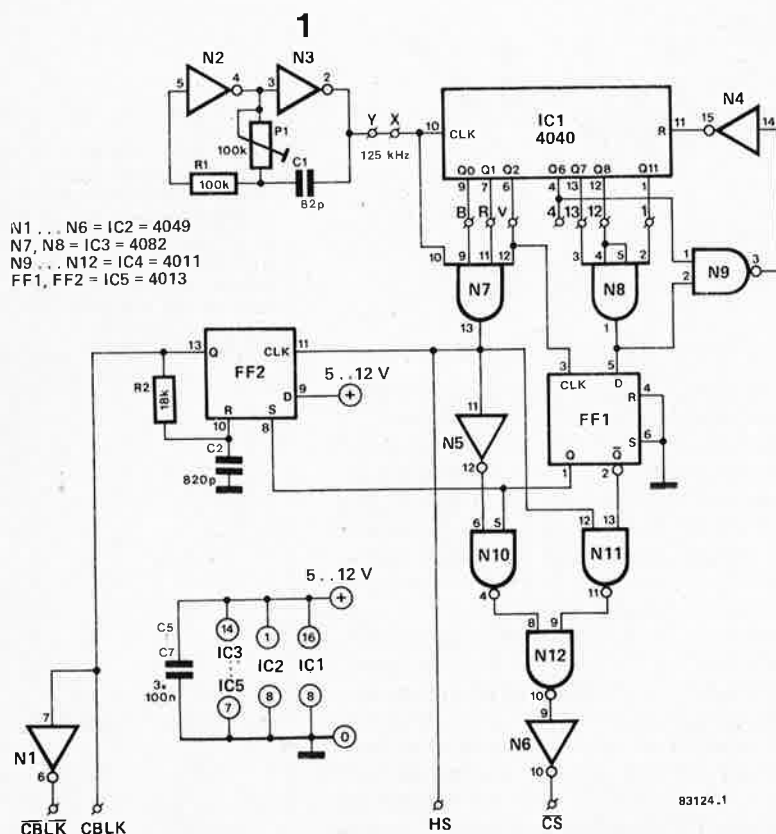 1
N2
N3
5
4
3
2
P1
100k
R1
100k
C1
82p
Y X
125 kHz
10 CLK
IC1
4040
R 11
15
N4
14
Q0 Q1 Q2 Q6 Q7 Q8 Q11
9 7 6 4 13 12 1
B R V 4 13 12 1
N1 ... N6 = IC2 = 4049
N7, N8 = IC3 = 4082
N9 ... N12 = IC4 = 4011
FF1, FF2 = IC5 = 4013
10 9 11 12
N7
13
3 4 5 2
N8
1
1
2
N9
3
13 Q
CLK 11
FF2
D 9
R S
10 8
5 . . 12 V
+
R2
18k
C2
820p
3 5
CLK D
R 4
FF1
S 6
Q Q
1 2
11
N5
12
6 5
N10
4
12 13
N11
11
8 9
N12
10
9
N6
10
5 . . 12 V
+
C5
C7
3x
100n
14 1 16
IC3 IC2 IC1
IC5
7 8 8
0
7
N1
6
CBLK CBLK
HS
CS
83124.1